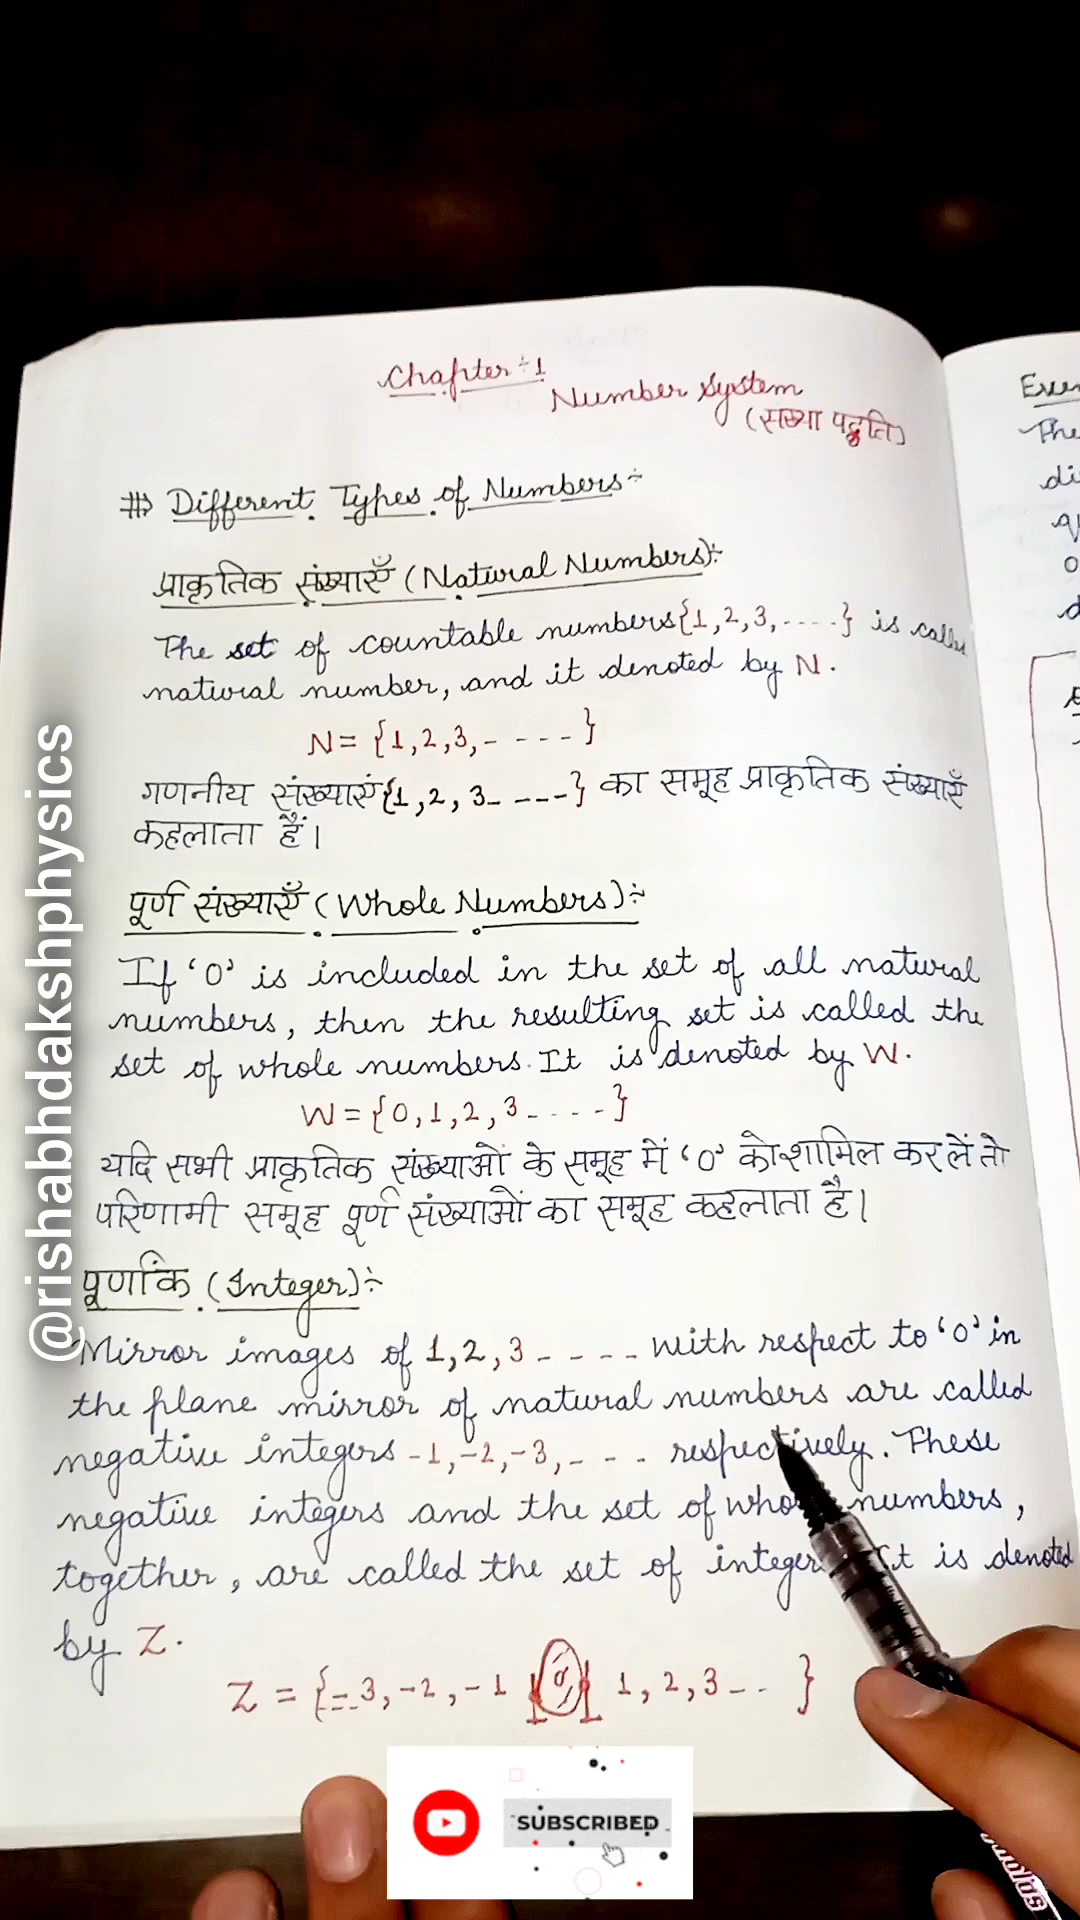 Chapter ÷ 1
Number System
(संख्या पद्धति)
#⇒ Different Types of Numbers ÷
प्राकृतिक संख्याएँ (Natural Numbers) ÷
The set of countable numbers {1, 2, 3, ----- } is called
natural number, and it denoted by N.
N = {1, 2, 3, - - - - - }
गणनीय संख्याएं {1, 2, 3 - - - - } का समूह प्राकृतिक संख्याएँ
कहलाता हैं।
पूर्ण संख्याएँ (Whole Numbers) ÷
If '0' is included in the set of all natural
numbers, then the resulting set is called the
set of whole numbers. It is denoted by W.
W = {0, 1, 2, 3 - - - - - }
यदि सभी प्राकृतिक संख्याओं के समूह में '0' को शामिल कर लें तो
परिणामी समूह पूर्ण संख्याओं का समूह कहलाता है।
पूर्णांक (Integer) ÷
Mirror images of 1, 2, 3 - - - - with respect to '0' in
the plane mirror of natural numbers are called
negative integers -1, -2, -3, - - - respectively. These
negative integers and the set of who numbers,
together, are called the set of integer It is denoted
by Z.
Z = {-- 3, -2, -1 0 1, 2, 3 - - - }
@rishabhdakshphysics
SUBSCRIBED
Exer
The
di
q
0
d